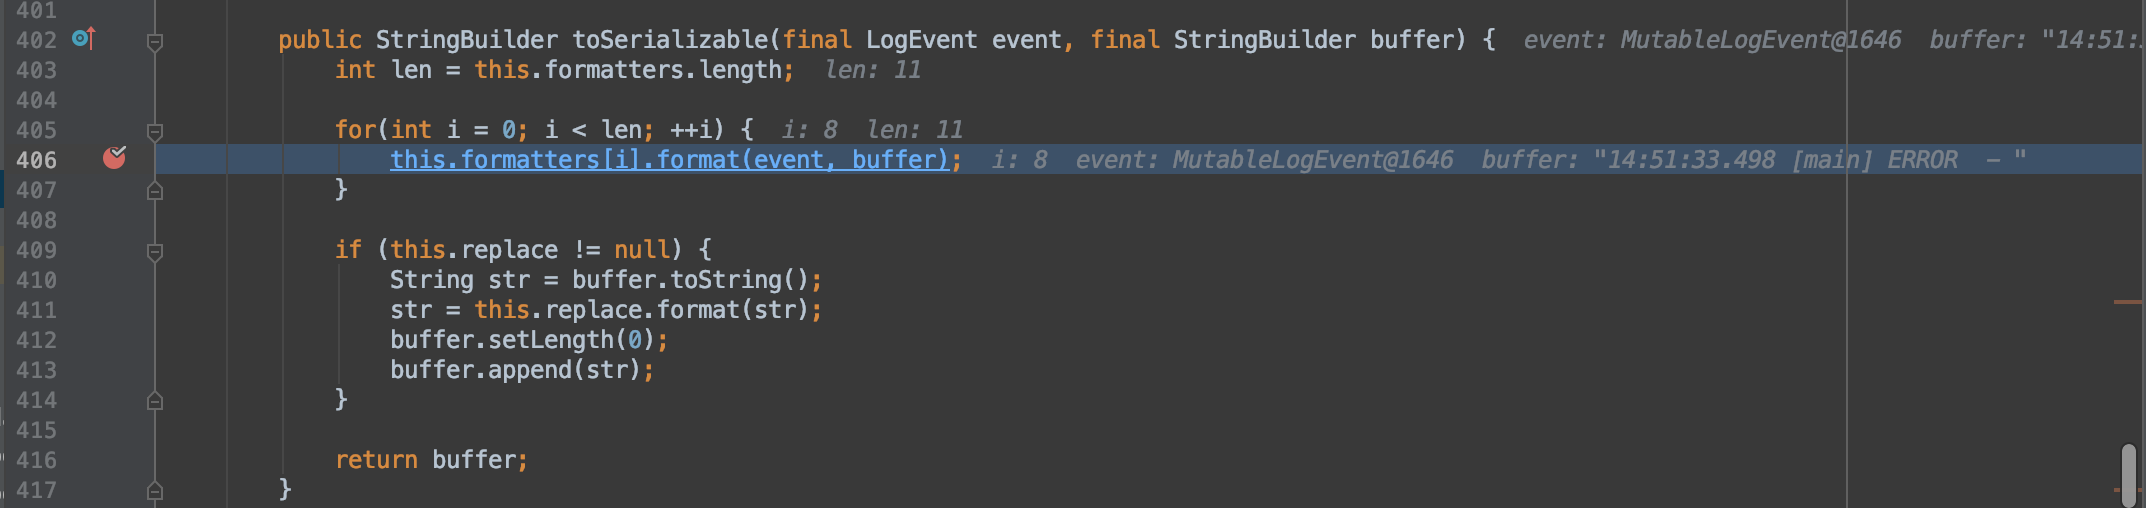 401
402 public StringBuilder toSerializable(final LogEvent event, final StringBuilder buffer) { event: MutableLogEvent@1646 buffer: "14:51:
403 int len = this.formatters.length; len: 11
404
405 for(int i = 0; i < len; ++i) { i: 8 len: 11
406 this.formatters[i].format(event, buffer); i: 8 event: MutableLogEvent@1646 buffer: "14:51:33.498 [main] ERROR – "
407 }
408
409 if (this.replace != null) {
410 String str = buffer.toString();
411 str = this.replace.format(str);
412 buffer.setLength(0);
413 buffer.append(str);
414 }
415
416 return buffer;
417 }